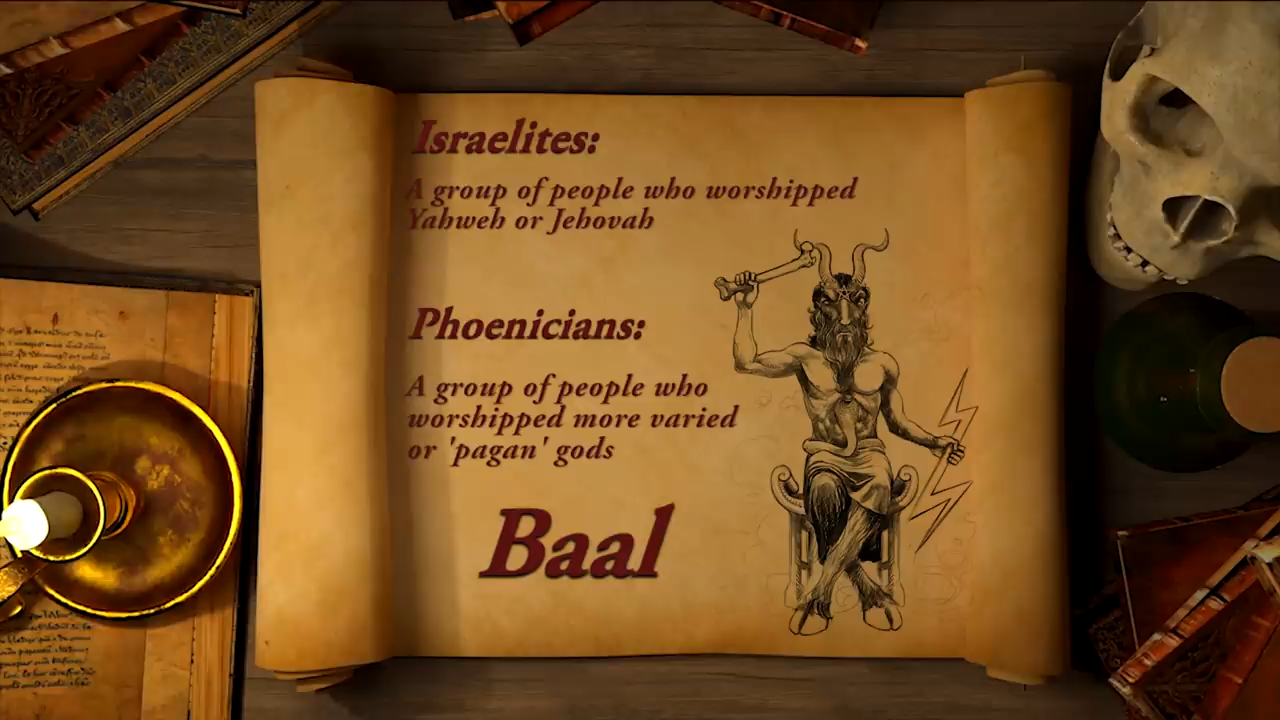 Israelites:
A group of people who worshipped
Yahweh or Jehovah
Phoenicians:
A group of people who
worshipped more varied
or 'pagan' gods
Baal